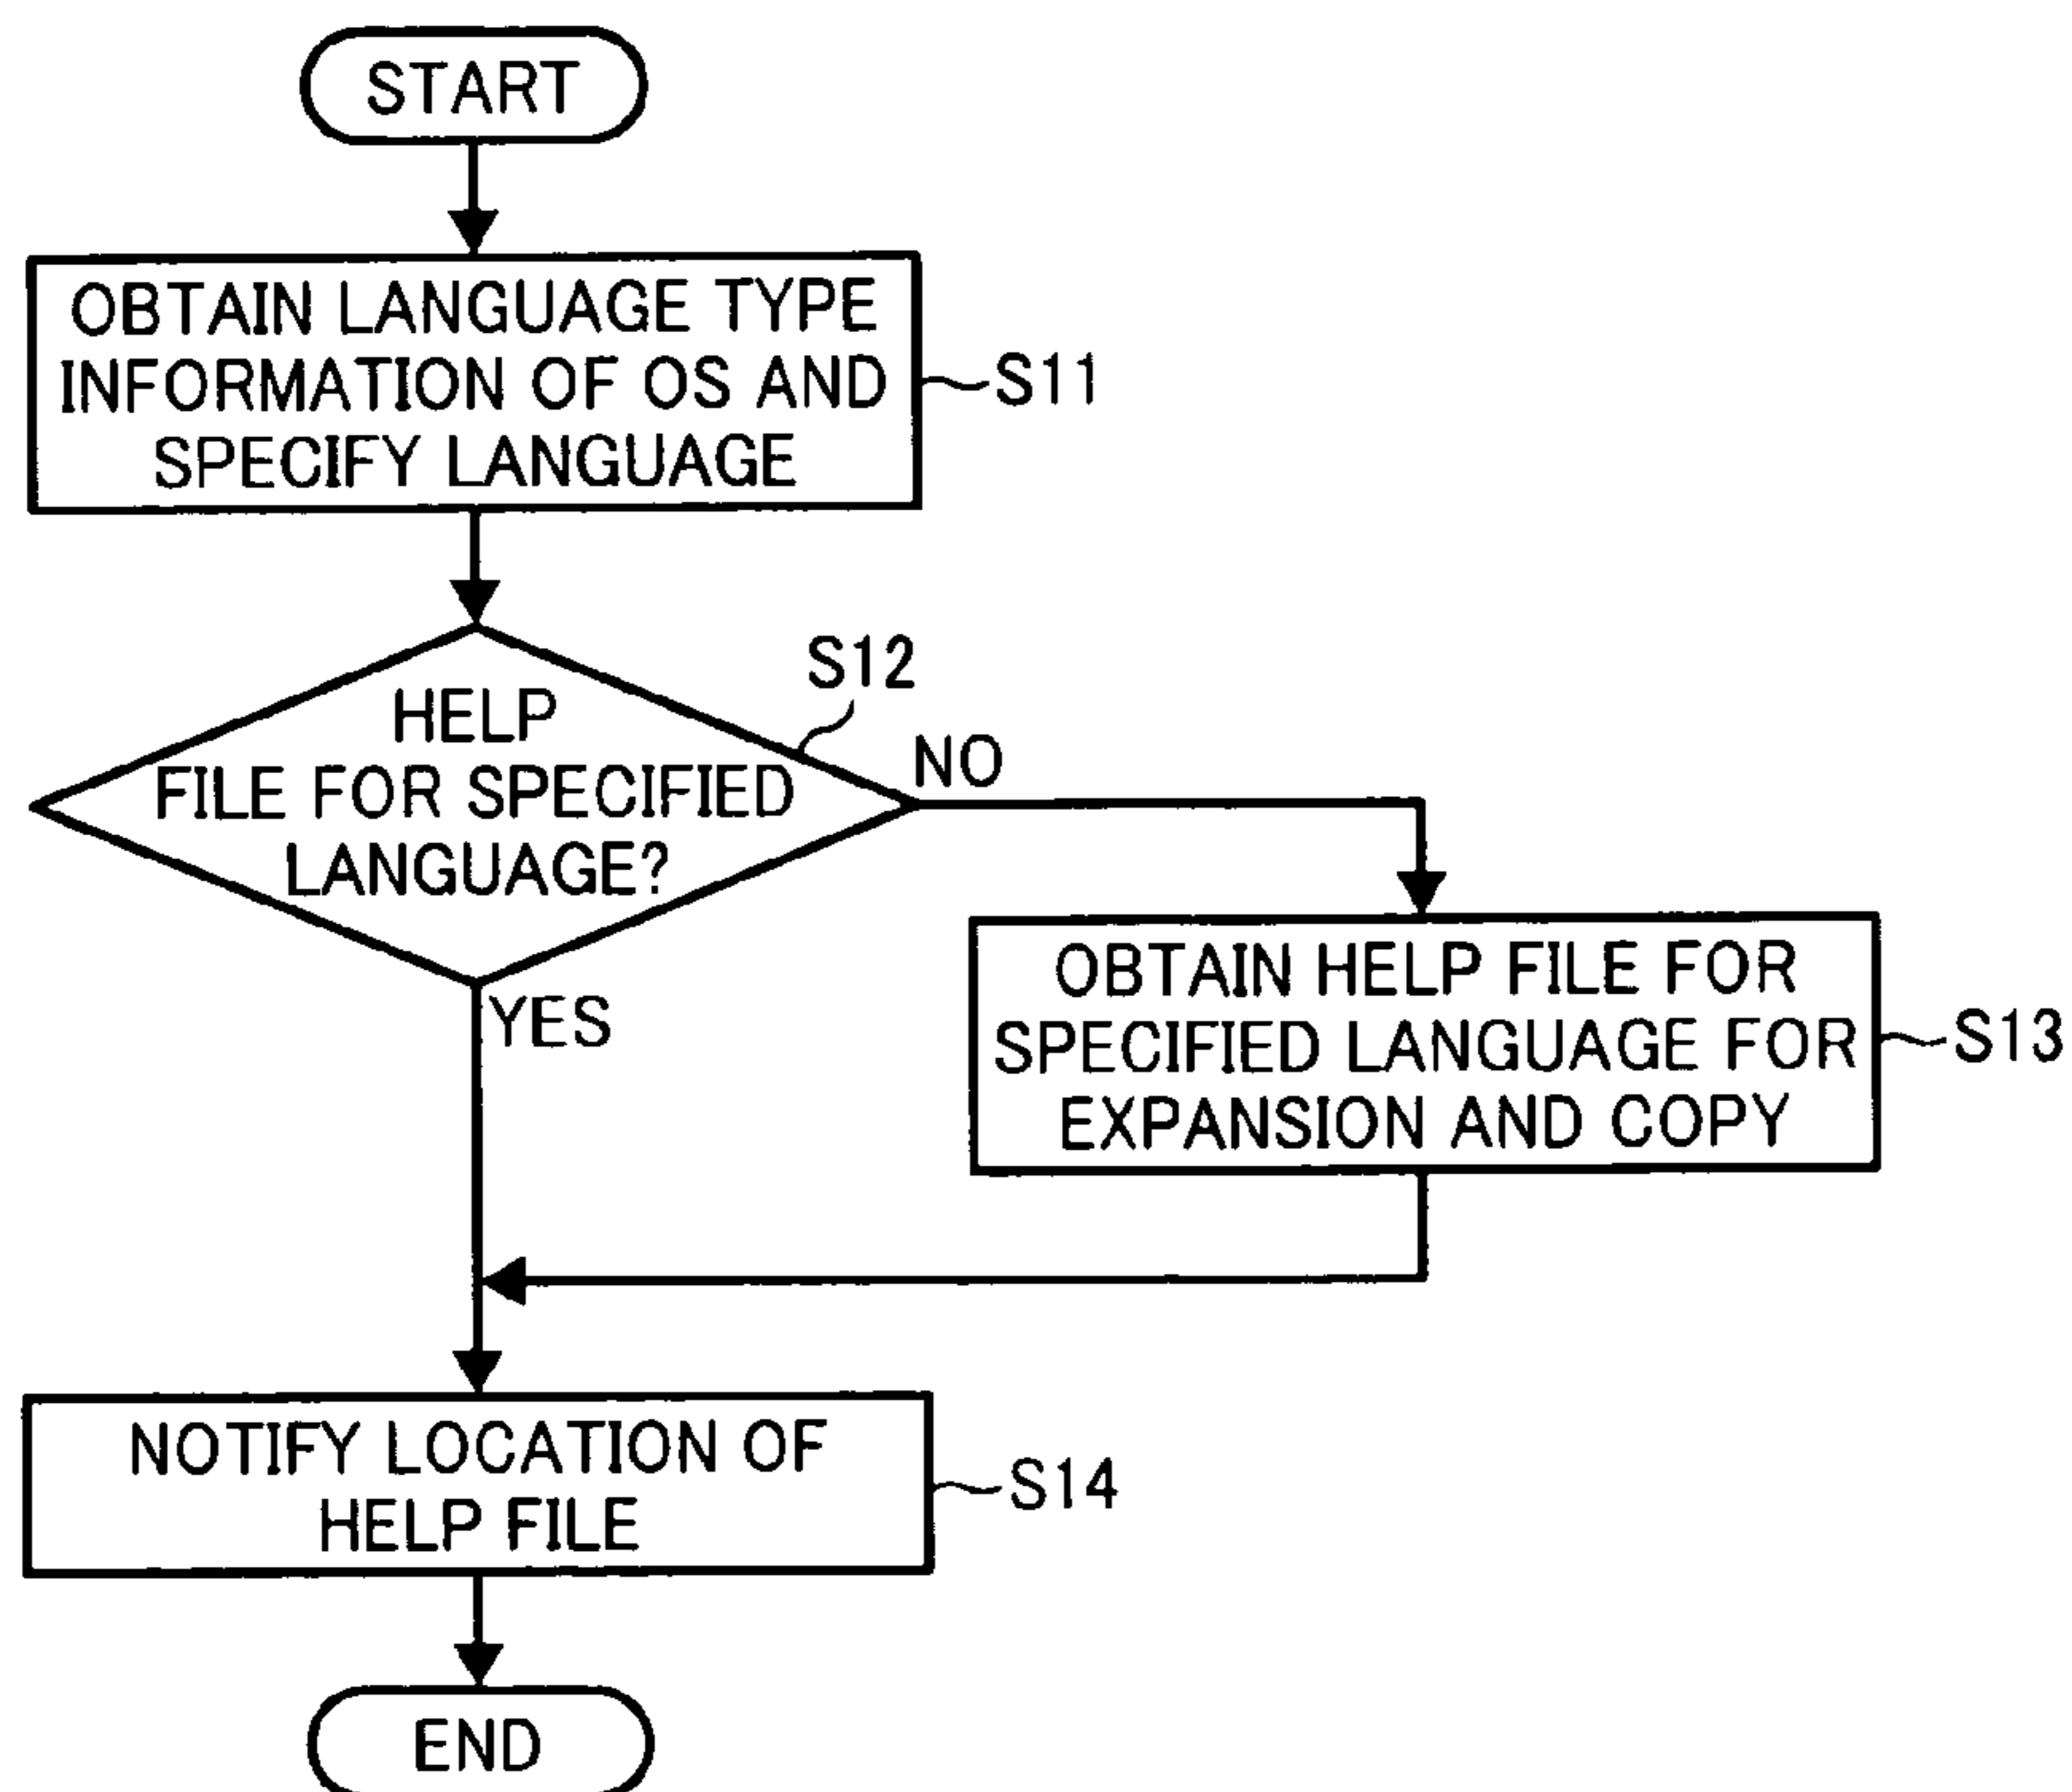 START
OBTAIN LANGUAGE TYPE
INFORMATION OF OS AND
SPECIFY LANGUAGE
S11
S12
HELP
FILE FOR SPECIFIED
LANGUAGE?
NO
YES
OBTAIN HELP FILE FOR
SPECIFIED LANGUAGE FOR
EXPANSION AND COPY
S13
NOTIFY LOCATION OF
HELP FILE
S14
END